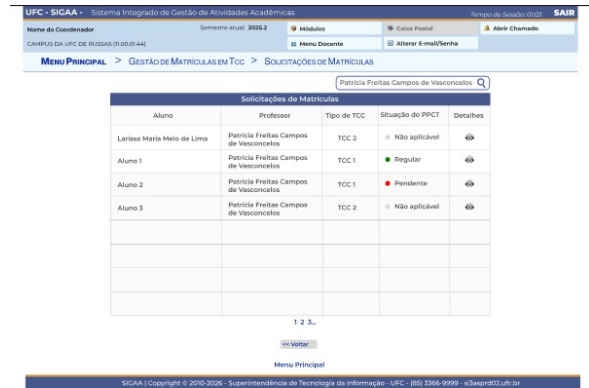 UFC - SIGAA - Sistema Integrado de Gestão de Atividades Acadêmicas Tempo de Sessão: 01:03 SAIR
Nome do Coordenador Semestre atual: 2025.2 Módulos Caixa Postal Abrir Chamado
CAMPUS DA UFC DE RUSSAS (11.00.01.44) Menu Docente Alterar E-mail/Senha
MENU PRINCIPAL > GESTÃO DE MATRÍCULAS EM TCC > SOLICITAÇÕES DE MATRÍCULAS
Patrícia Freitas Campos de Vasconcelos
Solicitações de Matrículas
Aluno Professor Tipo de TCC Situação do PPCT Detalhes
Larissa Maria Melo de Lima Patrícia Freitas Campos de Vasconcelos TCC 2 Não aplicável
Aluno 1 Patrícia Freitas Campos de Vasconcelos TCC 1 Regular
Aluno 2 Patrícia Freitas Campos de Vasconcelos TCC 1 Pendente
Aluno 3 Patrícia Freitas Campos de Vasconcelos TCC 2 Não aplicável
1 2 3...
<< Voltar
Menu Principal
SIGAA | Copyright © 2010-2026 - Superintendência de Tecnologia da Informação - UFC - (85) 3366-9999 - si3asprd02.ufc.br